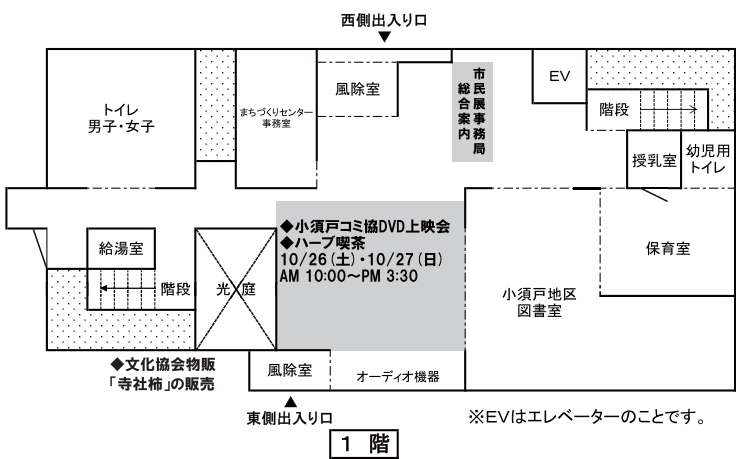 西側出入り口
トイレ
男子・女子
まちづくりセンター
事務室
風除室
市民展事務局
総合案内
EV
階段
授乳室
幼児用
トイレ
◆小須戸コミ協DVD上映会
◆ハーブ喫茶
10/26(土)・10/27(日)
AM 10:00〜PM 3:30
給湯室
階段
光庭
保育室
小須戸地区
図書室
◆文化協会物販
「寺社柿」の販売
風除室
オーディオ機器
東側出入り口
※EVはエレベーターのことです。
1 階